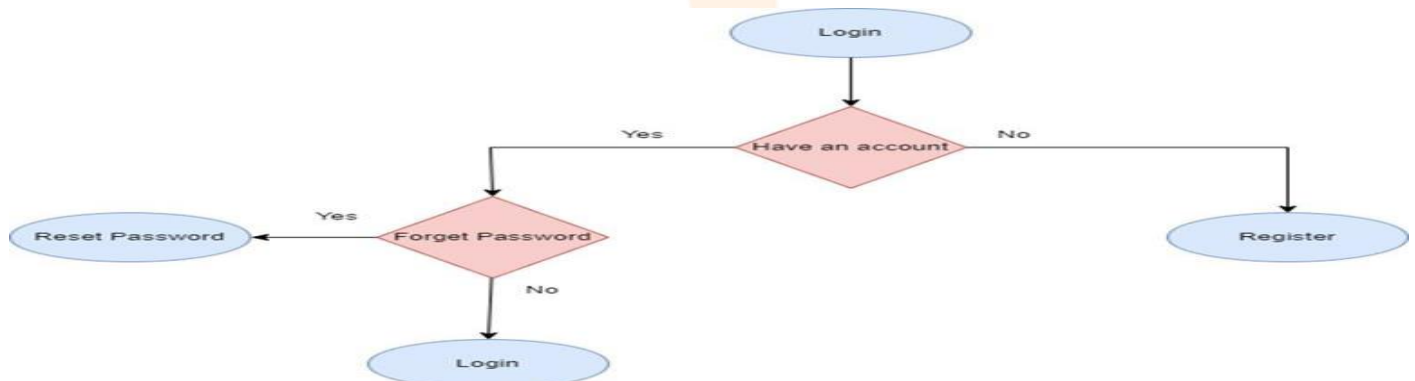 Login
Have an account
Yes
No
Forget Password
Yes
Reset Password
Register
No
Login